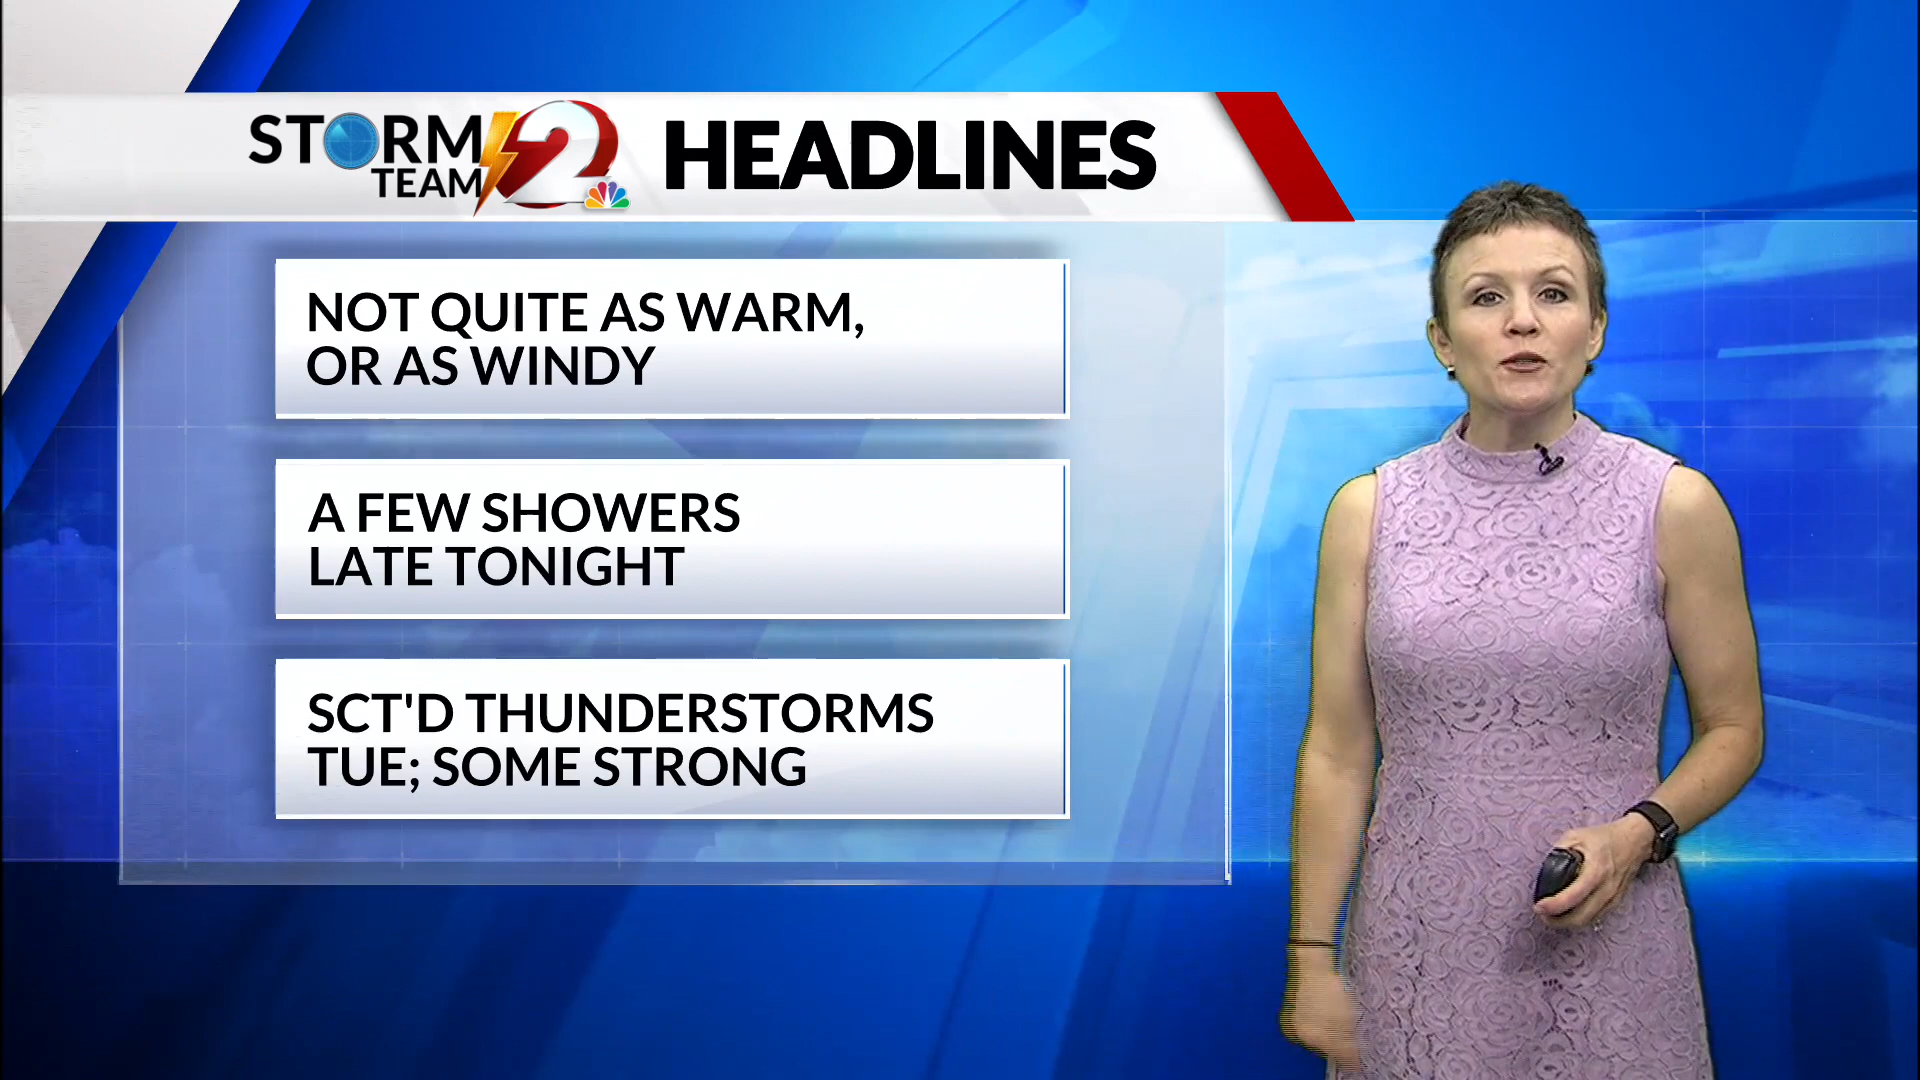 STORM
TEAM
2
HEADLINES
NOT QUITE AS WARM,
OR AS WINDY
A FEW SHOWERS
LATE TONIGHT
SCT'D THUNDERSTORMS
TUE; SOME STRONG